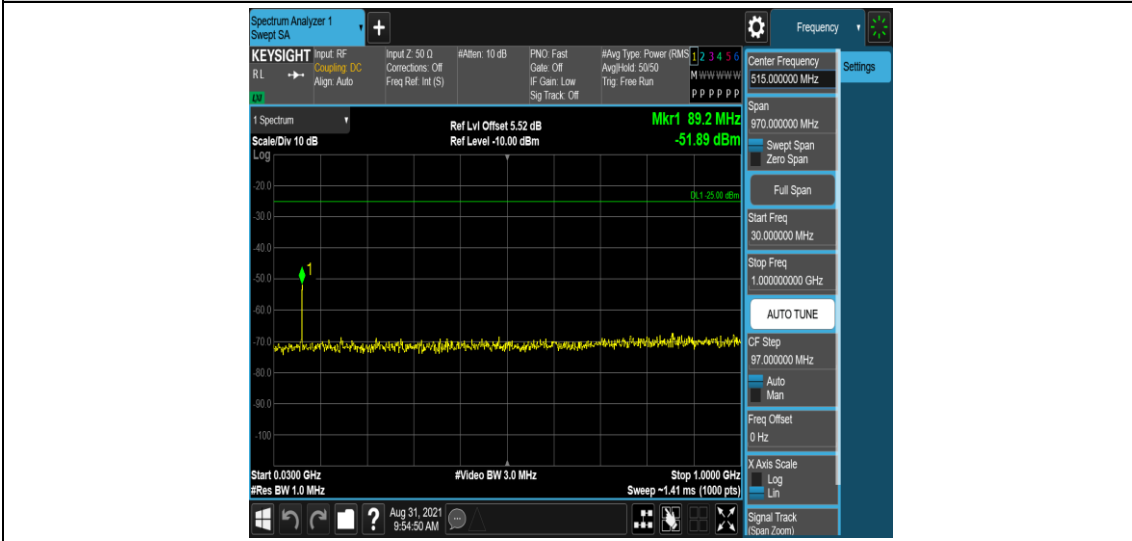 Spectrum Analyzer 1
Swept SA
+
Frequency
KEYSIGHT
RL
LM
Input: RF
Coupling: DC
Align: Auto
Input Z: 50 Ω
Corrections: Off
Freq Ref: Int (S)
#Atten: 10 dB
PNO: Fast
Gate: Off
IF Gain: Low
Sig Track: Off
#Avg Type: Power (RMS
Avg|Hold: 50/50
Trig: Free Run
1 2 3 4 5 6
M W W W W W
P P P P P P
1 Spectrum
Scale/Div 10 dB
Ref Lvl Offset 5.52 dB
Ref Level -10.00 dBm
Mkr1 89.2 MHz
-51.89 dBm
Log
-20.0
DL1 -25.00 dBm
-30.0
-40.0
1
-50.0
-60.0
-70.0
-80.0
-90.0
-100
Start 0.0300 GHz
#Res BW 1.0 MHz
#Video BW 3.0 MHz
Stop 1.0000 GHz
Sweep ~1.41 ms (1000 pts)
?
Aug 31, 2021
9:54:50 AM
Center Frequency
515.000000 MHz
Settings
Span
970.000000 MHz
Swept Span
Zero Span
Full Span
Start Freq
30.000000 MHz
Stop Freq
1.000000000 GHz
AUTO TUNE
CF Step
97.000000 MHz
Auto
Man
Freq Offset
0 Hz
X Axis Scale
Log
Lin
Signal Track
(Span Zoom)